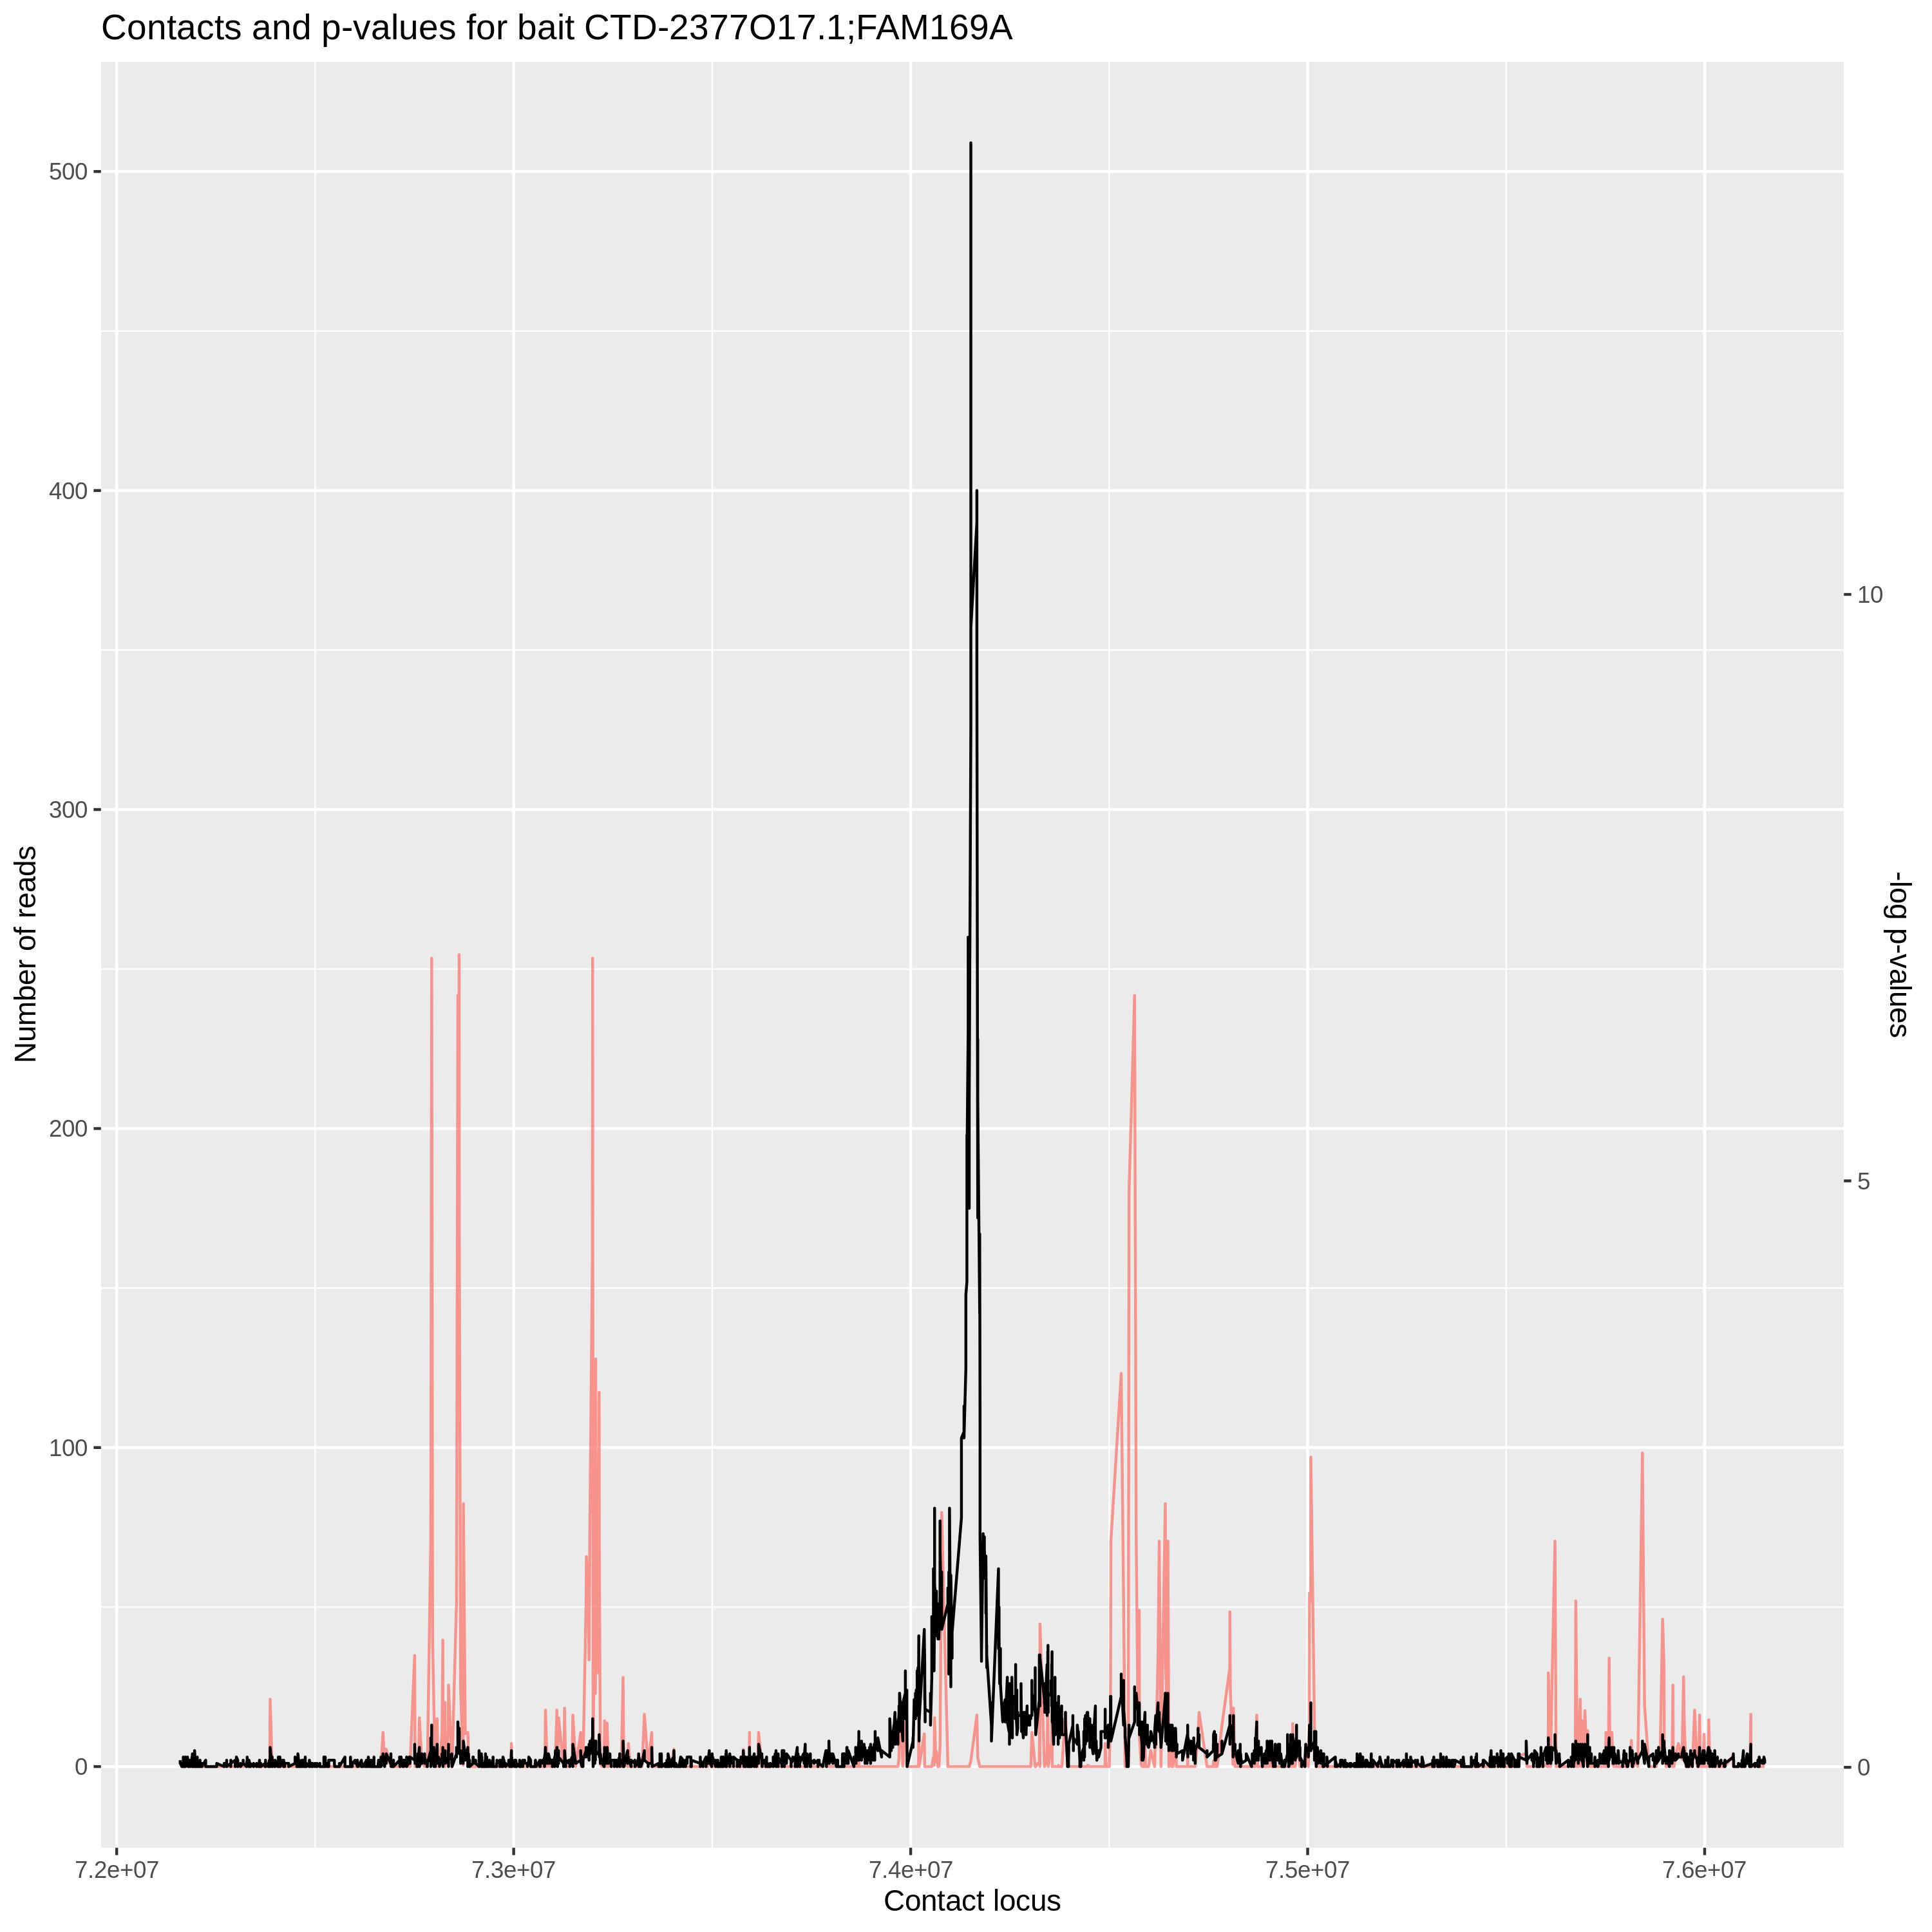 Contacts and p-values for bait CTD-2377O17.1;FAM169A
500
400
300
200
100
0
Number of reads
10
5
0
-log p-values
7.2e+07
7.3e+07
7.4e+07
7.5e+07
7.6e+07
Contact locus